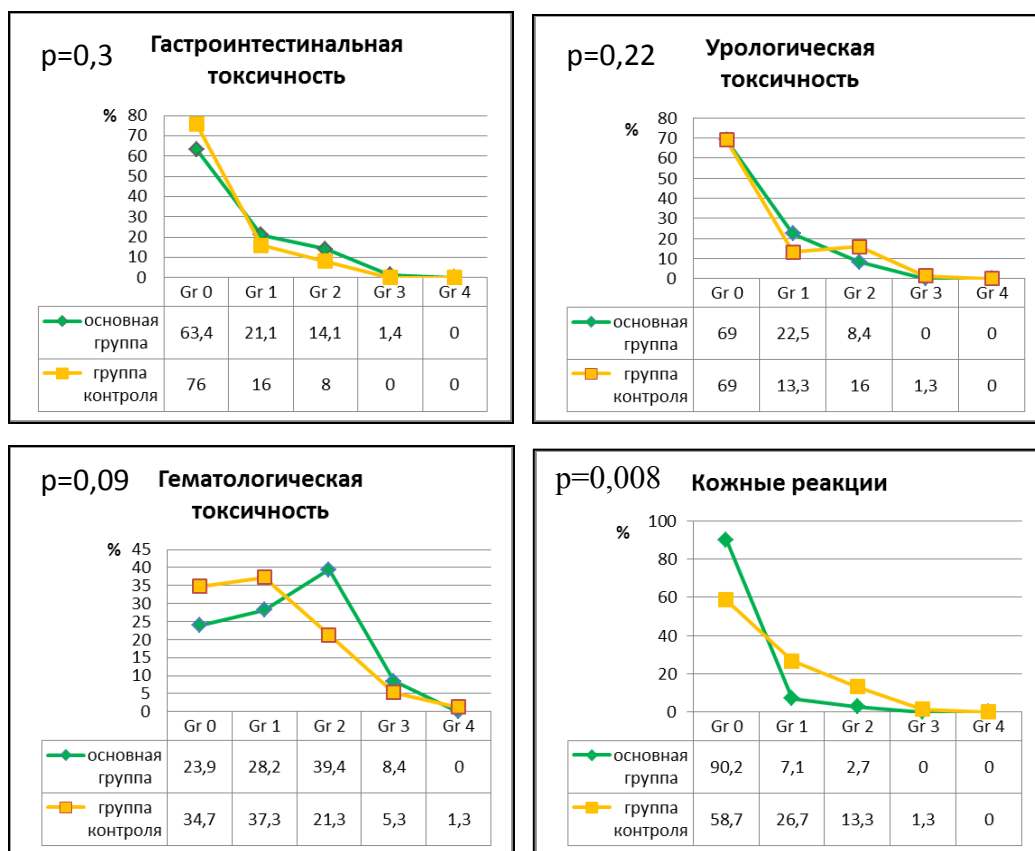 p=0,3
Гастроинтестинальная
токсичность
%
80
70
60
50
40
30
20
10
0
Gr 0 Gr 1 Gr 2 Gr 3 Gr 4
основная группа 63,4 21,1 14,1 1,4 0
группа контроля 76 16 8 0 0
p=0,22
Урологическая
токсичность
%
80
70
60
50
40
30
20
10
0
Gr 0 Gr 1 Gr 2 Gr 3 Gr 4
основная группа 69 22,5 8,4 0 0
группа контроля 69 13,3 16 1,3 0
p=0,09
Гематологическая
токсичность
%
45
40
35
30
25
20
15
10
5
0
Gr 0 Gr 1 Gr 2 Gr 3 Gr 4
основная группа 23,9 28,2 39,4 8,4 0
группа контроля 34,7 37,3 21,3 5,3 1,3
p=0,008
Кожные реакции
%
100
80
60
40
20
0
Gr 0 Gr 1 Gr 2 Gr 3 Gr 4
основная группа 90,2 7,1 2,7 0 0
группа контроля 58,7 26,7 13,3 1,3 0